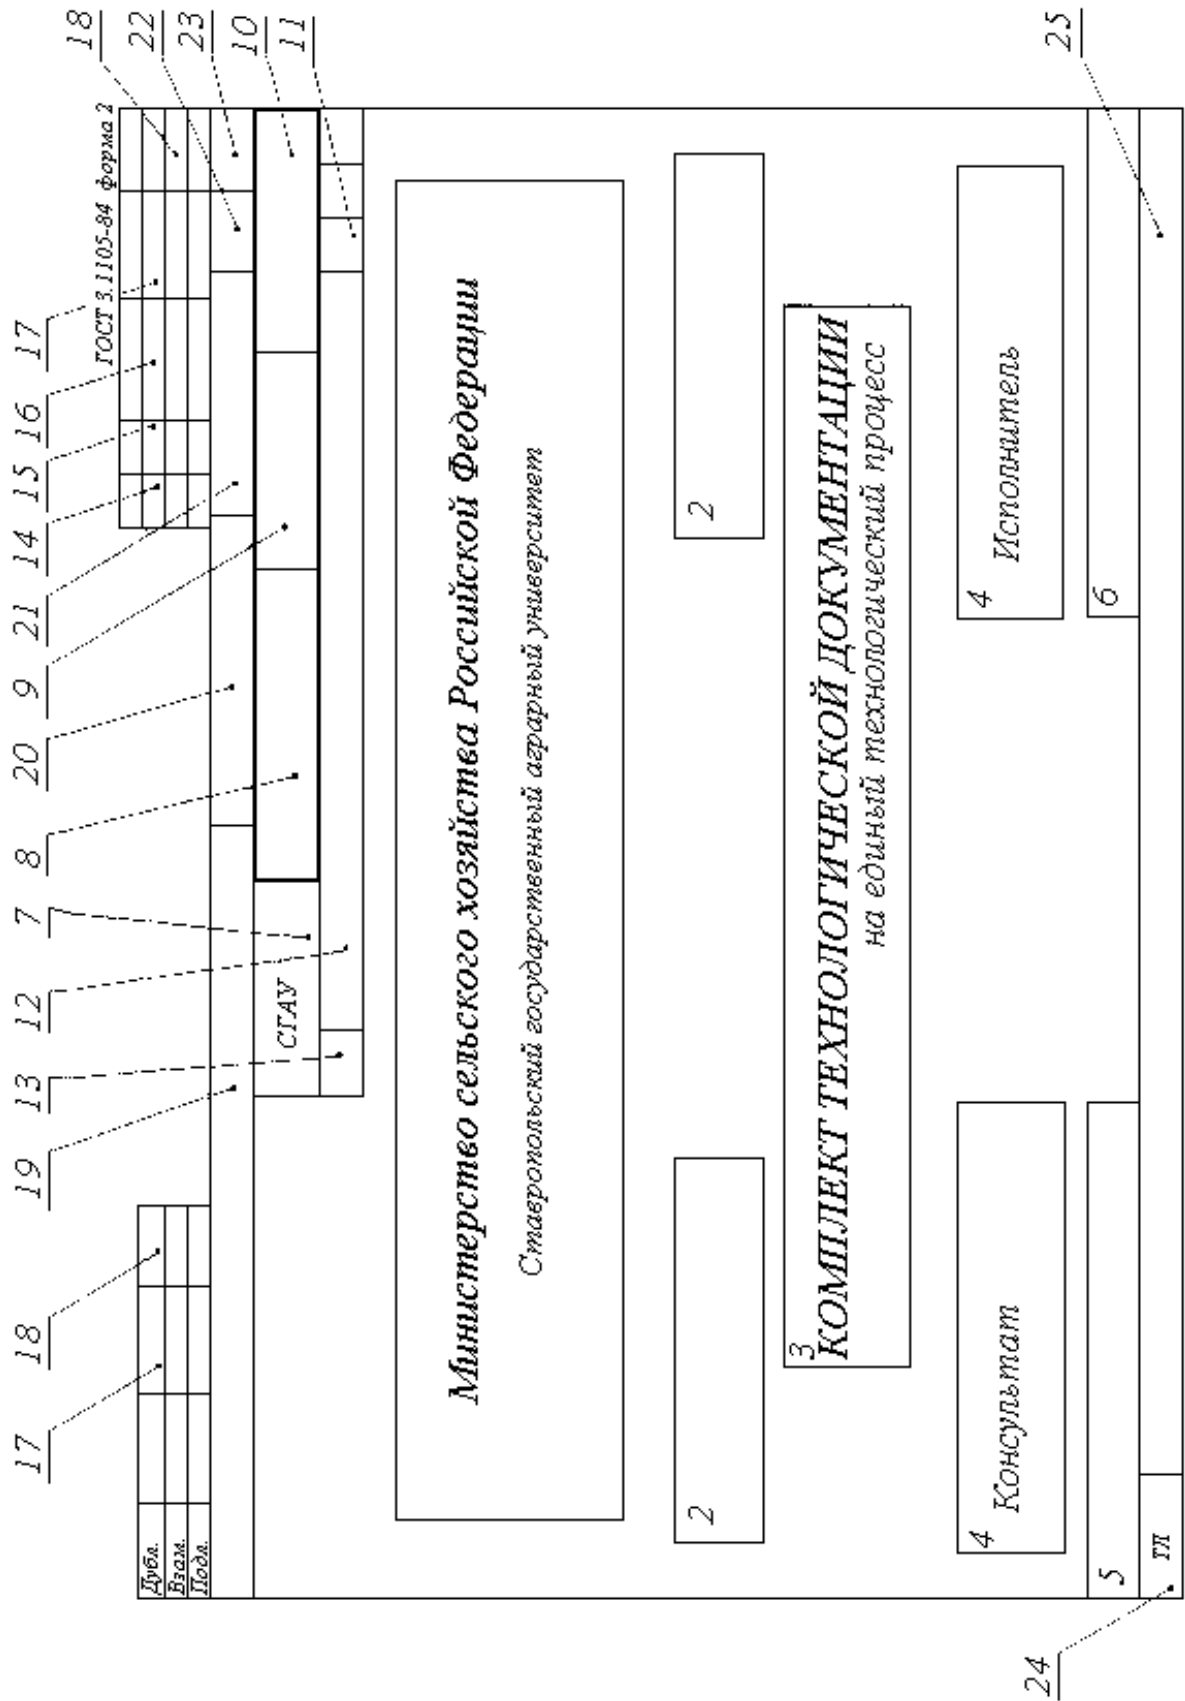 17 18 19 13 12 7 8 20 9 21 14 15 16 17
18
22
23
10
11
ГОСТ 3.1105-84 форма 2
Дубл.
Взам.
Подл.
СГАУ
Министерство сельского хозяйства Российской Федерации
Ставропольский государственный аграрный университет
2 2
3
КОМПЛЕКТ ТЕХНОЛОГИЧЕСКОЙ ДОКУМЕНТАЦИИ
на единый технологический процесс
4 4
Консультат Исполнитель
5 6
ТЛ
24 25